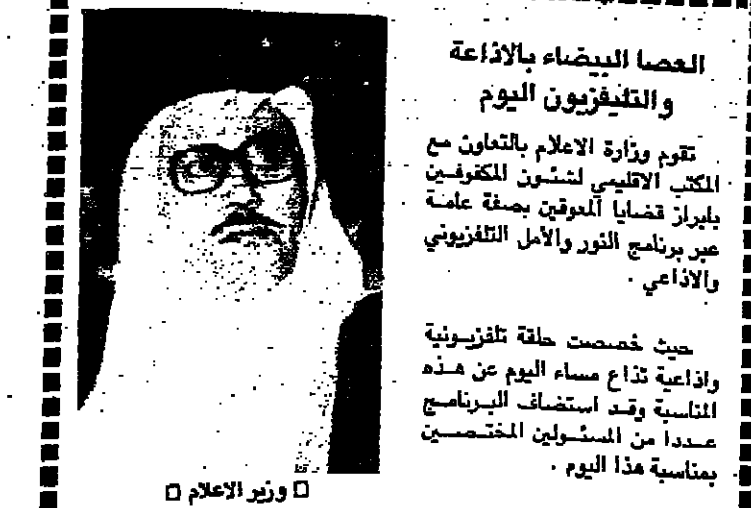 العصا البيضاء بالاذاعة
والتليفزيون اليوم
تقوم وزارة الاعلام بالتعاون مع
المكتب الاقليمي لشئون المكفوفين
بابراز قضايا المعوقين بصفة عامة
عبر برنامج النور والأمل التلفزيوني
والاذاعي .
حيث خصصت حلقة تلفزيونية
واذاعية تذاع مساء اليوم عن هذه
المناسبة وقد استضاف البرنامج
عددا من المسئولين المختصين
بمناسبة هذا اليوم .
□ وزير الاعلام □